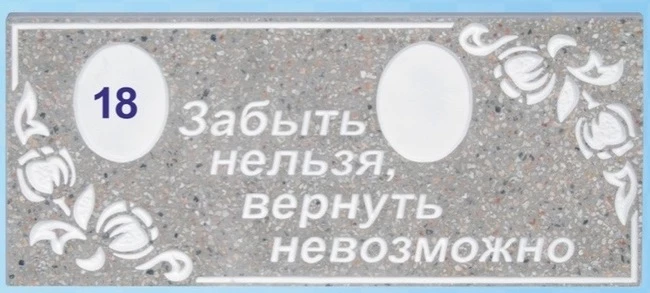 18
Забыть
нельзя,
вернуть
невозможно